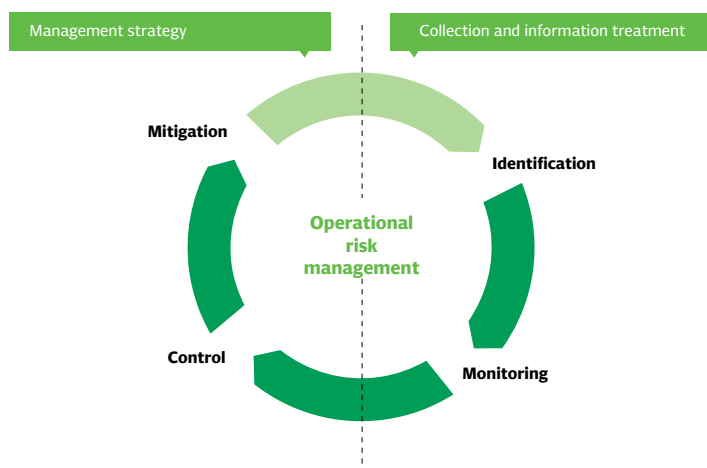 Management strategy
Collection and information treatment
Mitigation
Identification
Operational
risk
management
Control
Monitoring